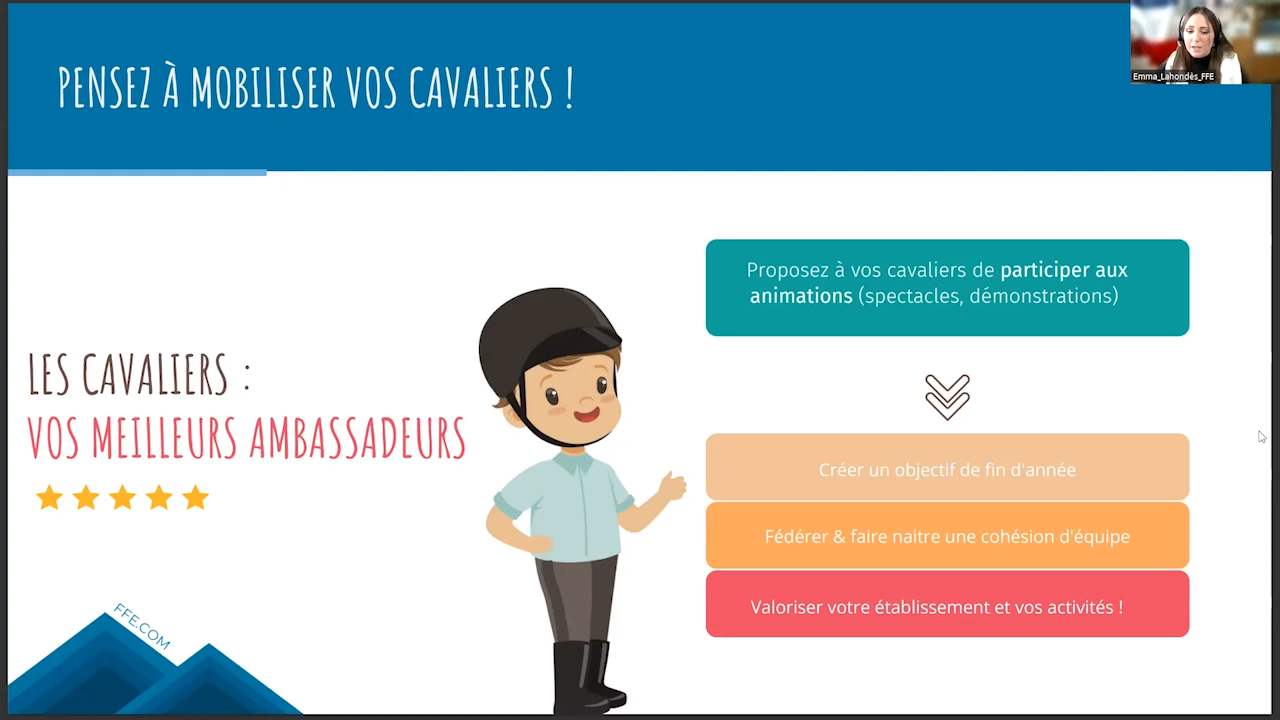 PENSEZ À MOBILISER VOS CAVALIERS !
Emma_Lahondès_FFE
Proposez à vos cavaliers de participer aux
animations (spectacles, démonstrations)
LES CAVALIERS :
VOS MEILLEURS AMBASSADEURS
Créer un objectif de fin d'année
Fédérer & faire naitre une cohésion d'équipe
Valoriser votre établissement et vos activités !
FFE.COM